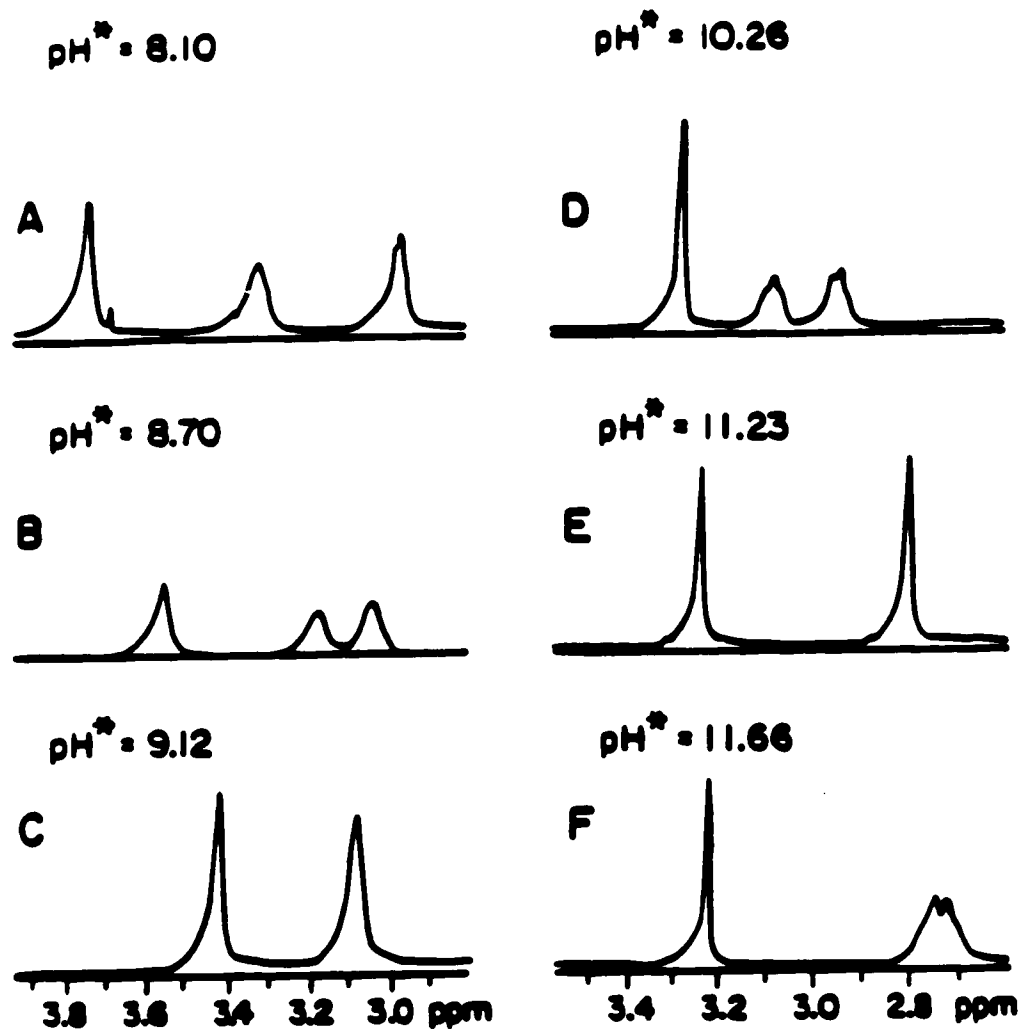 pH* = 8.10
A
pH* = 8.70
B
pH* = 9.12
C
3.8 3.6 3.4 3.2 3.0 ppm
pH* = 10.26
D
pH* = 11.23
E
pH* = 11.66
F
3.4 3.2 3.0 2.8 ppm